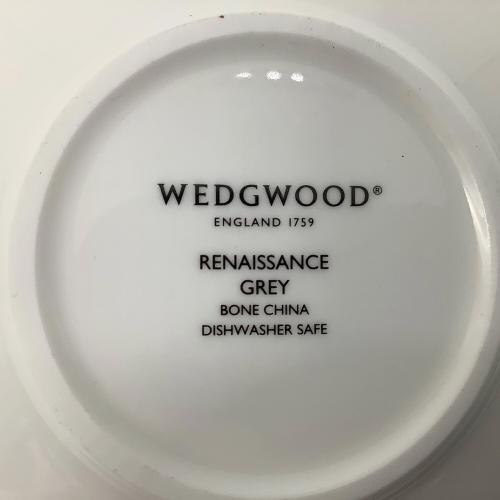 WEDGWOOD®
ENGLAND 1759
RENAISSANCE
GREY
BONE CHINA
DISHWASHER SAFE